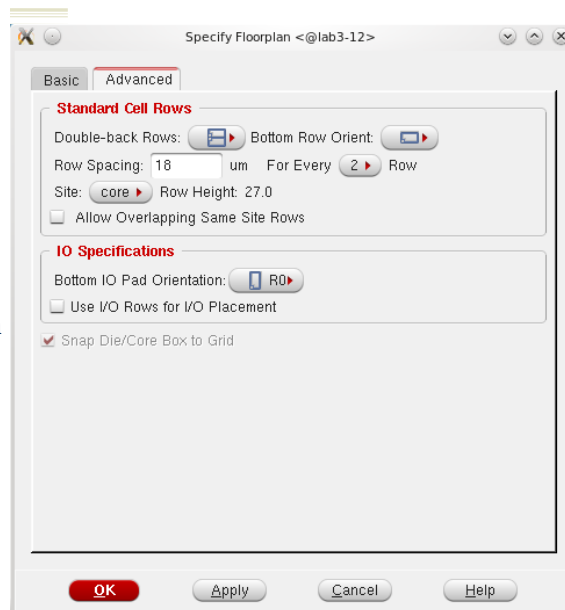 Specify Floorplan <@lab3-12>
Basic Advanced
Standard Cell Rows
Double-back Rows: Bottom Row Orient:
Row Spacing: 18 um For Every 2 Row
Site: core Row Height: 27.0
Allow Overlapping Same Site Rows
IO Specifications
Bottom IO Pad Orientation: R0
Use I/O Rows for I/O Placement
Snap Die/Core Box to Grid
OK Apply Cancel Help